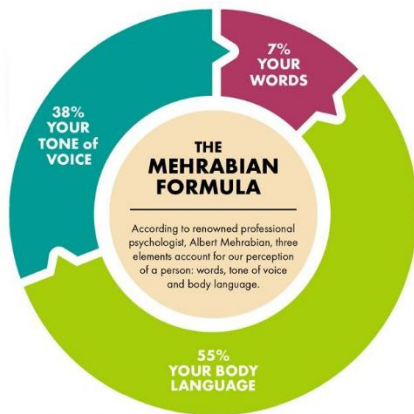 7%
YOUR
WORDS
38%
YOUR
TONE of
VOICE
THE
MEHRABIAN
FORMULA
According to renowned professional
psychologist, Albert Mehrabian, three
elements account for our perception
of a person: words, tone of voice
and body language.
55%
YOUR BODY
LANGUAGE